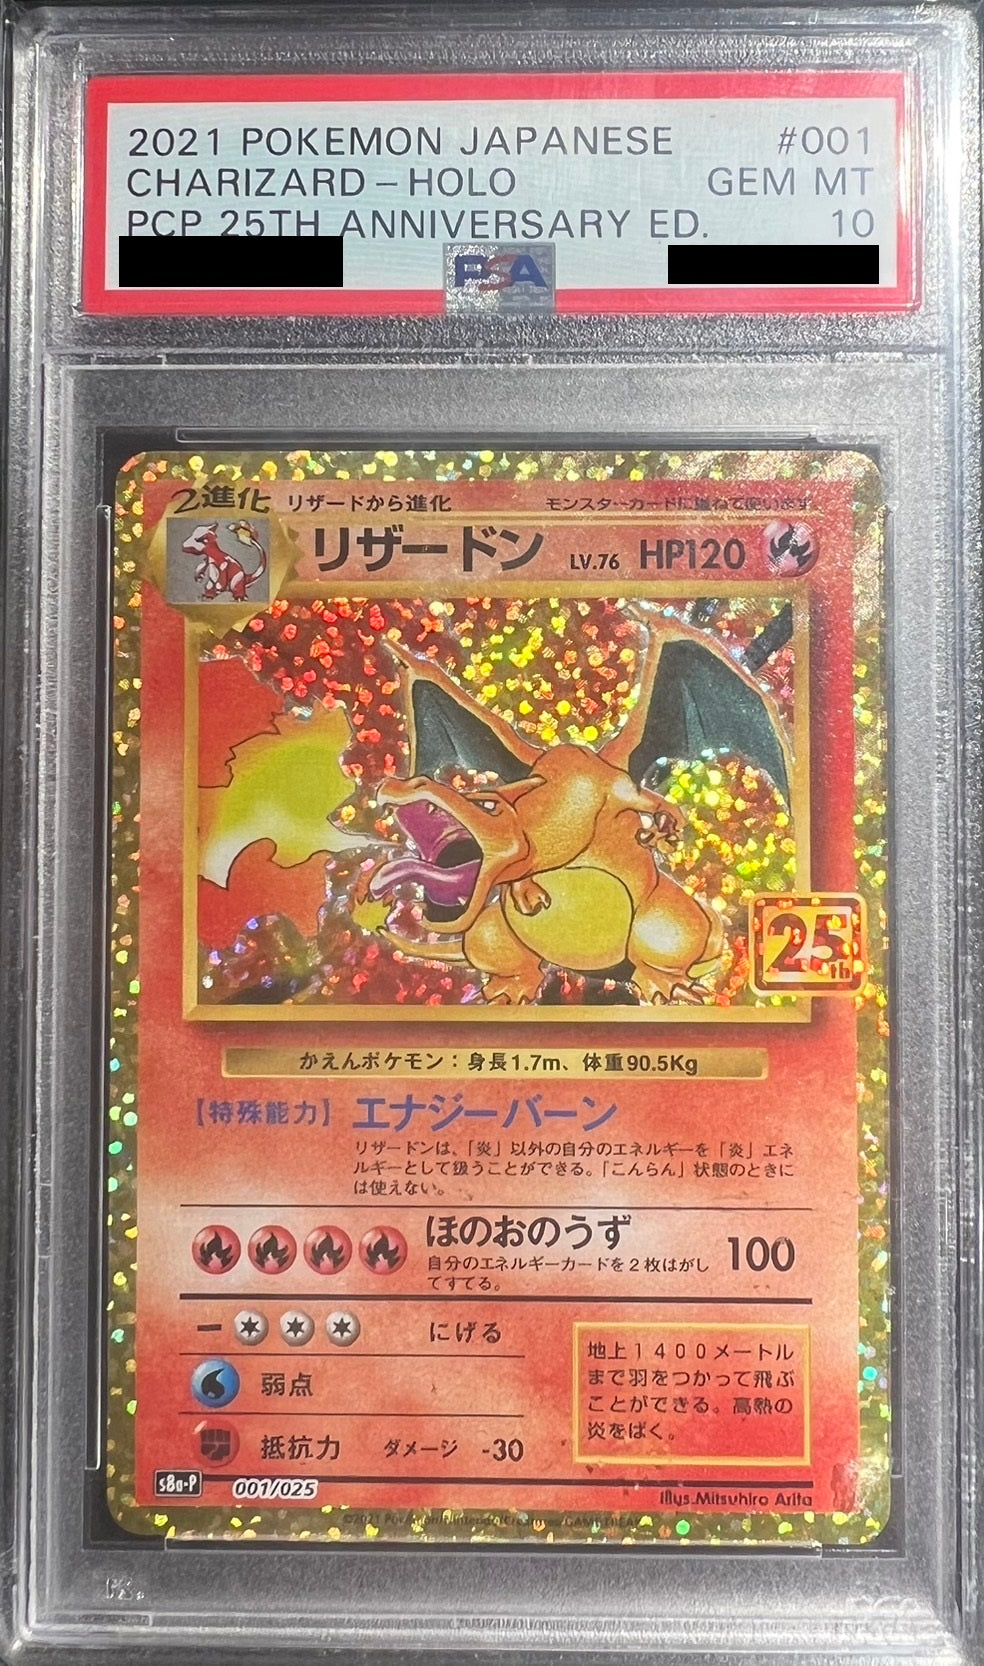 2021 POKEMON JAPANESE #001
CHARIZARD – HOLO GEM MT
PCP 25TH ANNIVERSARY ED. 10
PSA
2進化 リザードから進化 モンスターカードに重ねて使います
リザードン LV.76 HP120
25th
かえんポケモン：身長1.7m、体重90.5Kg
【特殊能力】エナジーバーン
リザードンは、「炎」以外の自分のエネルギーを「炎」エネ
ルギーとして扱うことができる。「こんらん」状態のときに
は使えない。
ほのおのうず 100
自分のエネルギーカードを2枚はがし
てすてる。
にげる
弱点
抵抗力 ダメージ -30
地上1400メートル
まで羽をつかって飛ぶ
ことができる。高熱の
炎をばく。
s8a-P 001/025 Illus. Mitsuhiro Arita
©2021 Pokémon/Nintendo/Creatures/GAMEFREAK